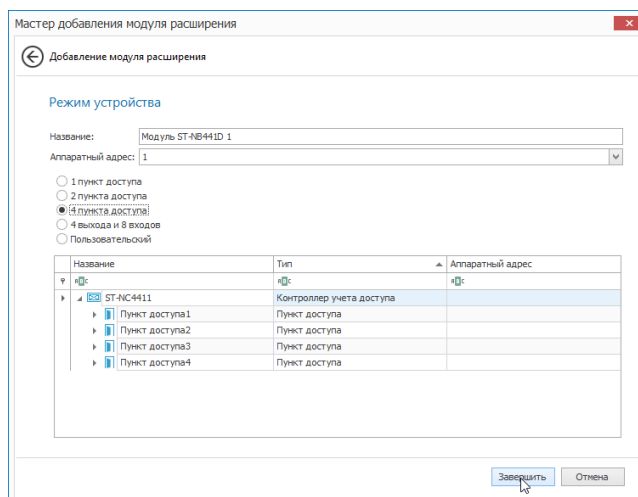 Мастер добавления модуля расширения
Добавление модуля расширения
Режим устройства
Название: Модуль ST-NB441D 1
Аппаратный адрес: 1
1 пункт доступа
2 пункта доступа
4 пункта доступа
4 выхода и 8 входов
Пользовательский
Название Тип Аппаратный адрес
ST-NC4411 Контроллер учета доступа
Пункт доступа1 Пункт доступа
Пункт доступа2 Пункт доступа
Пункт доступа3 Пункт доступа
Пункт доступа4 Пункт доступа
Завершить Отмена